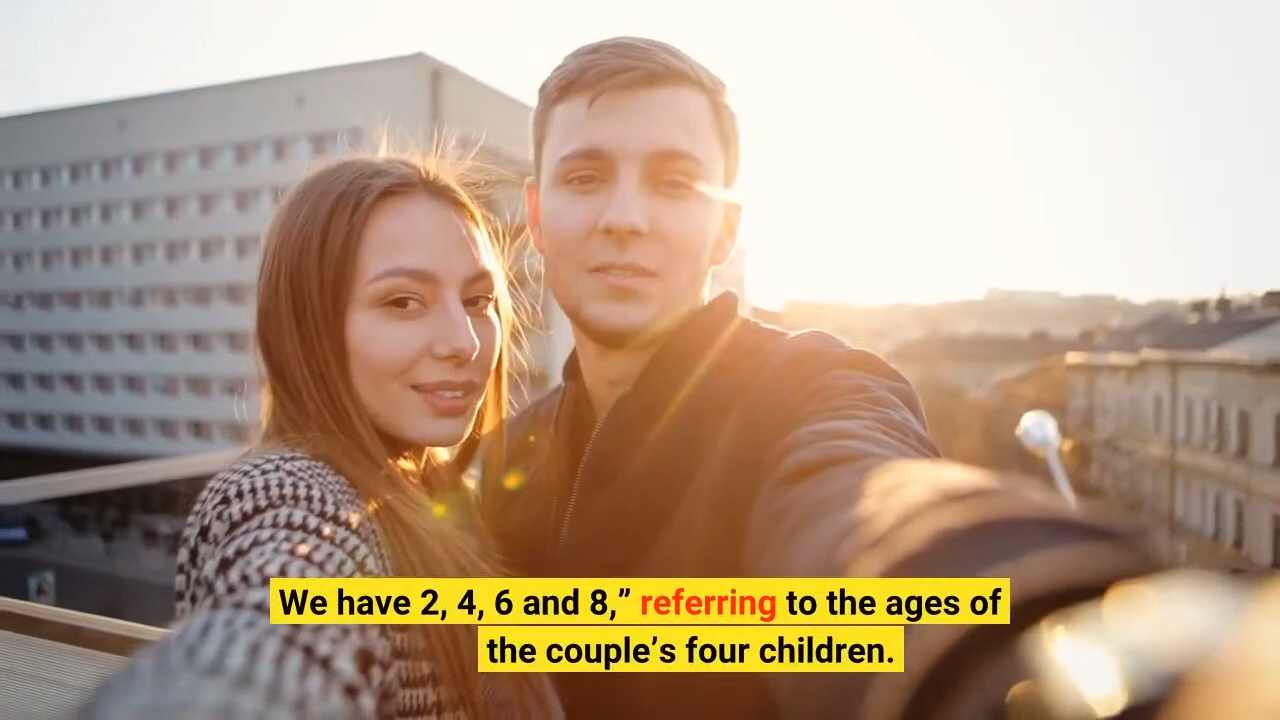 We have 2, 4, 6 and 8,” referring to the ages of
the couple’s four children.